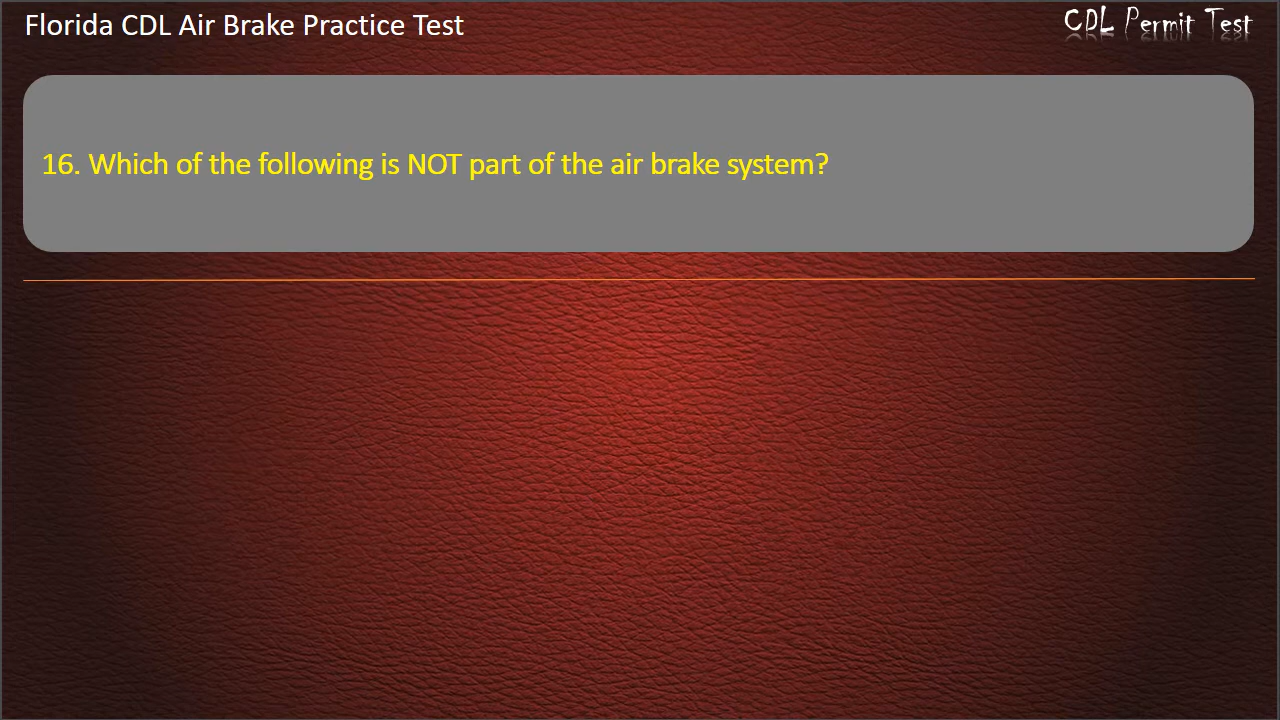 Florida CDL Air Brake Practice Test
CDL Permit Test
16. Which of the following is NOT part of the air brake system?